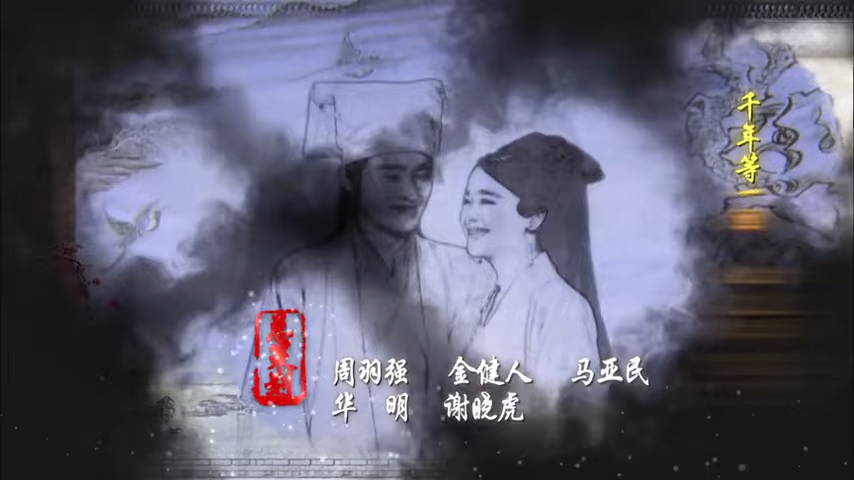 千年等一
周羽强 金健人 马亚民
华 明 谢晓虎